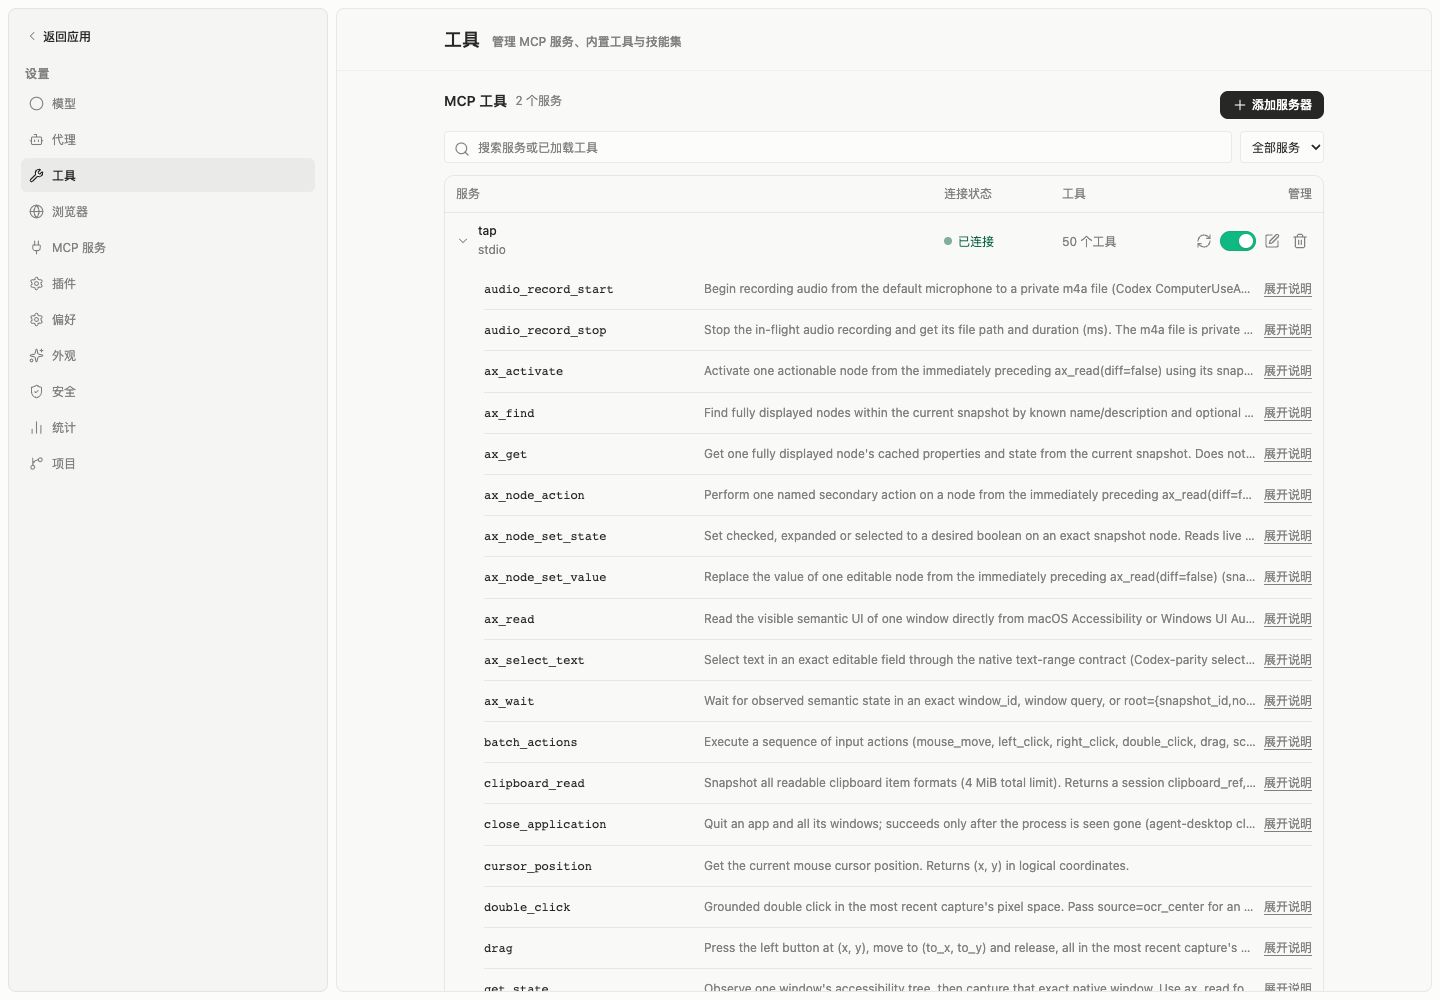 返回应用
设置
模型
代理
工具
浏览器
MCP 服务
插件
偏好
外观
安全
统计
项目
工具 管理 MCP 服务、内置工具与技能集
MCP 工具 2 个服务
添加服务器
搜索服务或已加载工具
全部服务
服务 连接状态 工具 管理
tap
stdio
已连接 50 个工具
audio_record_start Begin recording audio from the default microphone to a private m4a file (Codex ComputerUseA... 展开说明
audio_record_stop Stop the in-flight audio recording and get its file path and duration (ms). The m4a file is private ... 展开说明
ax_activate Activate one actionable node from the immediately preceding ax_read(diff=false) using its snap... 展开说明
ax_find Find fully displayed nodes within the current snapshot by known name/description and optional ... 展开说明
ax_get Get one fully displayed node's cached properties and state from the current snapshot. Does not... 展开说明
ax_node_action Perform one named secondary action on a node from the immediately preceding ax_read(diff=f... 展开说明
ax_node_set_state Set checked, expanded or selected to a desired boolean on an exact snapshot node. Reads live ... 展开说明
ax_node_set_value Replace the value of one editable node from the immediately preceding ax_read(diff=false) (sna... 展开说明
ax_read Read the visible semantic UI of one window directly from macOS Accessibility or Windows UI Au... 展开说明
ax_select_text Select text in an exact editable field through the native text-range contract (Codex-parity select... 展开说明
ax_wait Wait for observed semantic state in an exact window_id, window query, or root={snapshot_id,no... 展开说明
batch_actions Execute a sequence of input actions (mouse_move, left_click, right_click, double_click, drag, sc... 展开说明
clipboard_read Snapshot all readable clipboard item formats (4 MiB total limit). Returns a session clipboard_ref,... 展开说明
close_application Quit an app and all its windows; succeeds only after the process is seen gone (agent-desktop cl... 展开说明
cursor_position Get the current mouse cursor position. Returns (x, y) in logical coordinates.
double_click Grounded double click in the most recent capture's pixel space. Pass source=ocr_center for an ... 展开说明
drag Press the left button at (x, y), move to (to_x, to_y) and release, all in the most recent capture's ... 展开说明
get_state Observe one window's accessibility tree, then capture that exact native window. Use ax_read fo... 展开说明